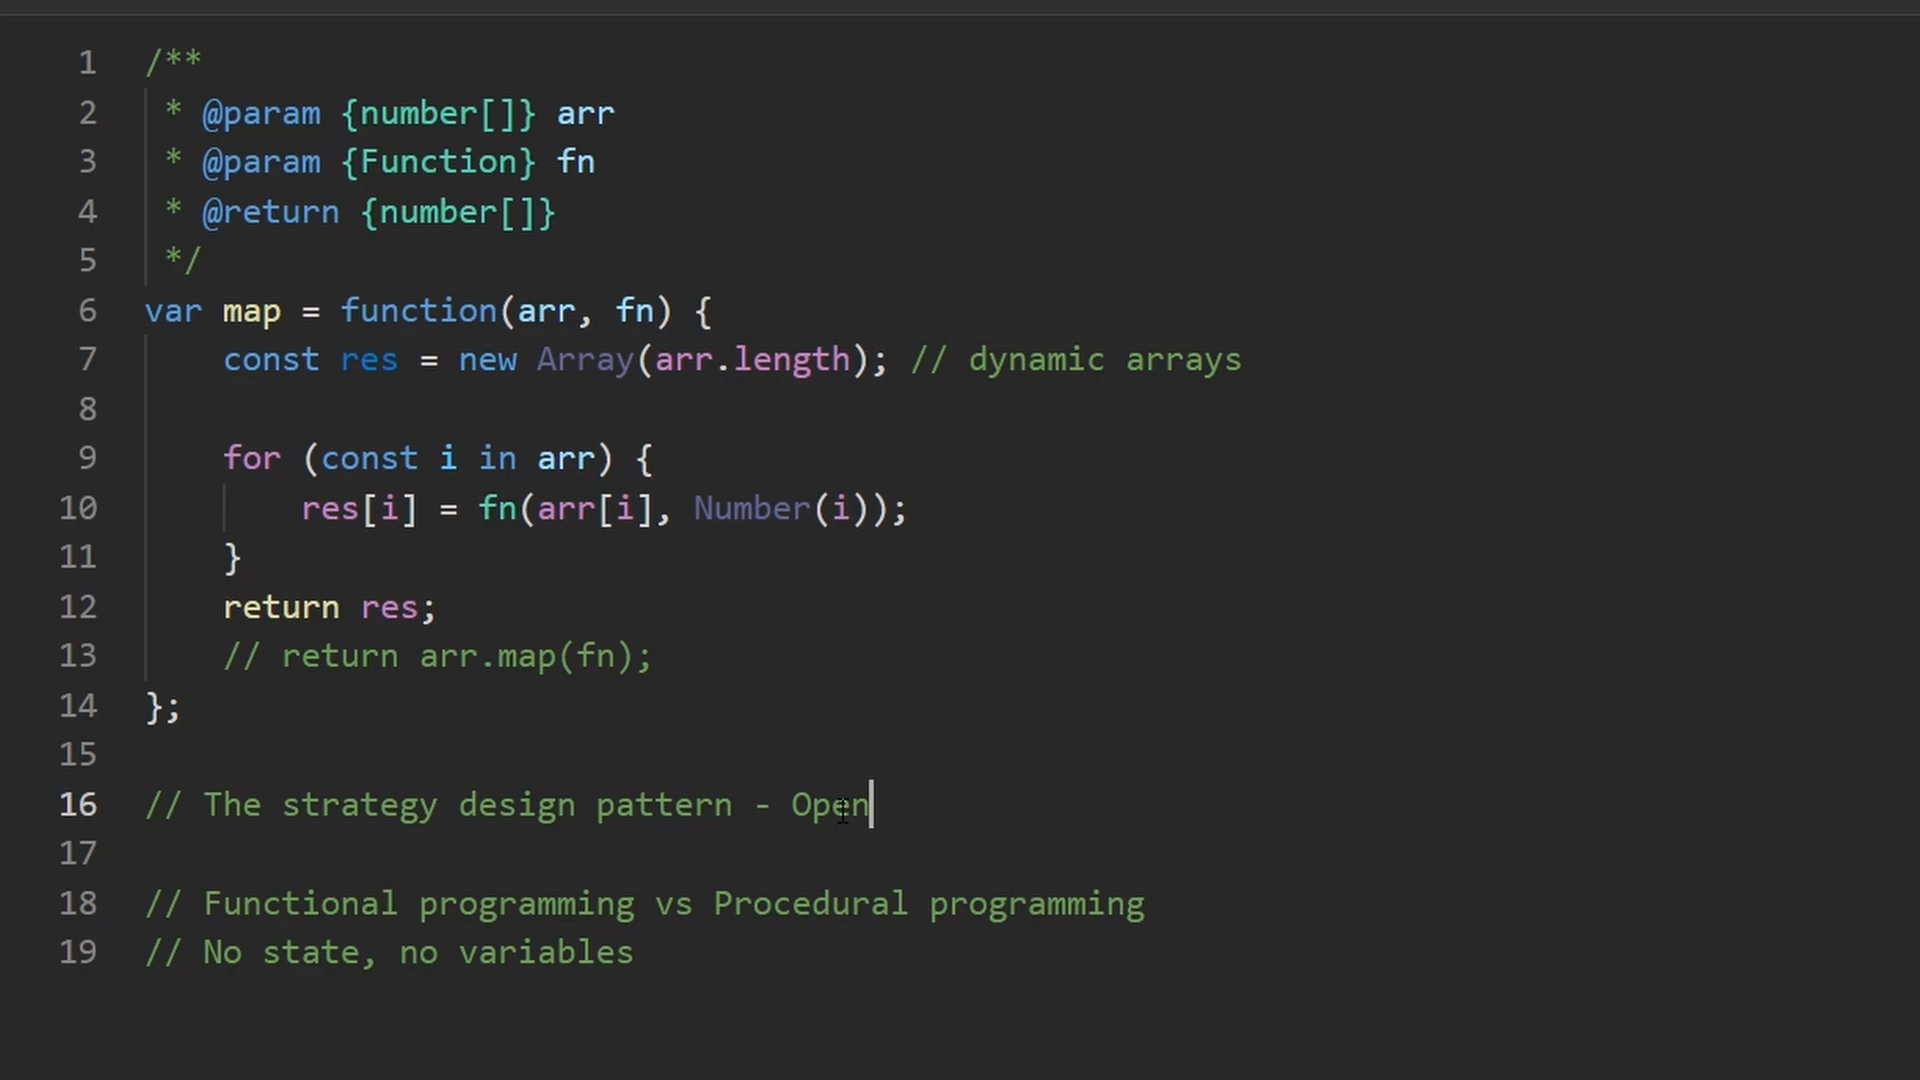 1 /**
2  * @param {number[]} arr
3  * @param {Function} fn
4  * @return {number[]}
5  */
6 var map = function(arr, fn) {
7     const res = new Array(arr.length); // dynamic arrays
8
9     for (const i in arr) {
10         res[i] = fn(arr[i], Number(i));
11     }
12     return res;
13     // return arr.map(fn);
14 };
15
16 // The strategy design pattern - Open
17
18 // Functional programming vs Procedural programming
19 // No state, no variables